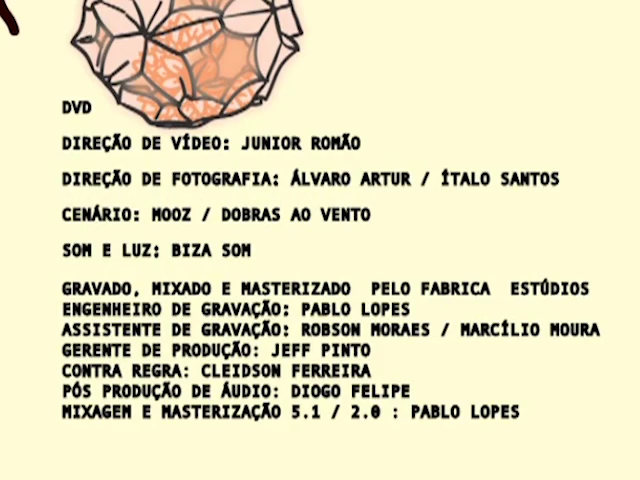 DVD
DIREÇÃO DE VÍDEO: JUNIOR ROMÃO
DIREÇÃO DE FOTOGRAFIA: ÁLVARO ARTUR / ÍTALO SANTOS
CENÁRIO: MOOZ / DOBRAS AO VENTO
SOM E LUZ: BIZA SOM
GRAVADO, MIXADO E MASTERIZADO PELO FABRICA ESTÚDIOS
ENGENHEIRO DE GRAVAÇÃO: PABLO LOPES
ASSISTENTE DE GRAVAÇÃO: ROBSON MORAES / MARCÍLIO MOURA
GERENTE DE PRODUÇÃO: JEFF PINTO
CONTRA REGRA: CLEIDSON FERREIRA
PÓS PRODUÇÃO DE ÁUDIO: DIOGO FELIPE
MIXAGEM E MASTERIZAÇÃO 5.1 / 2.0 : PABLO LOPES